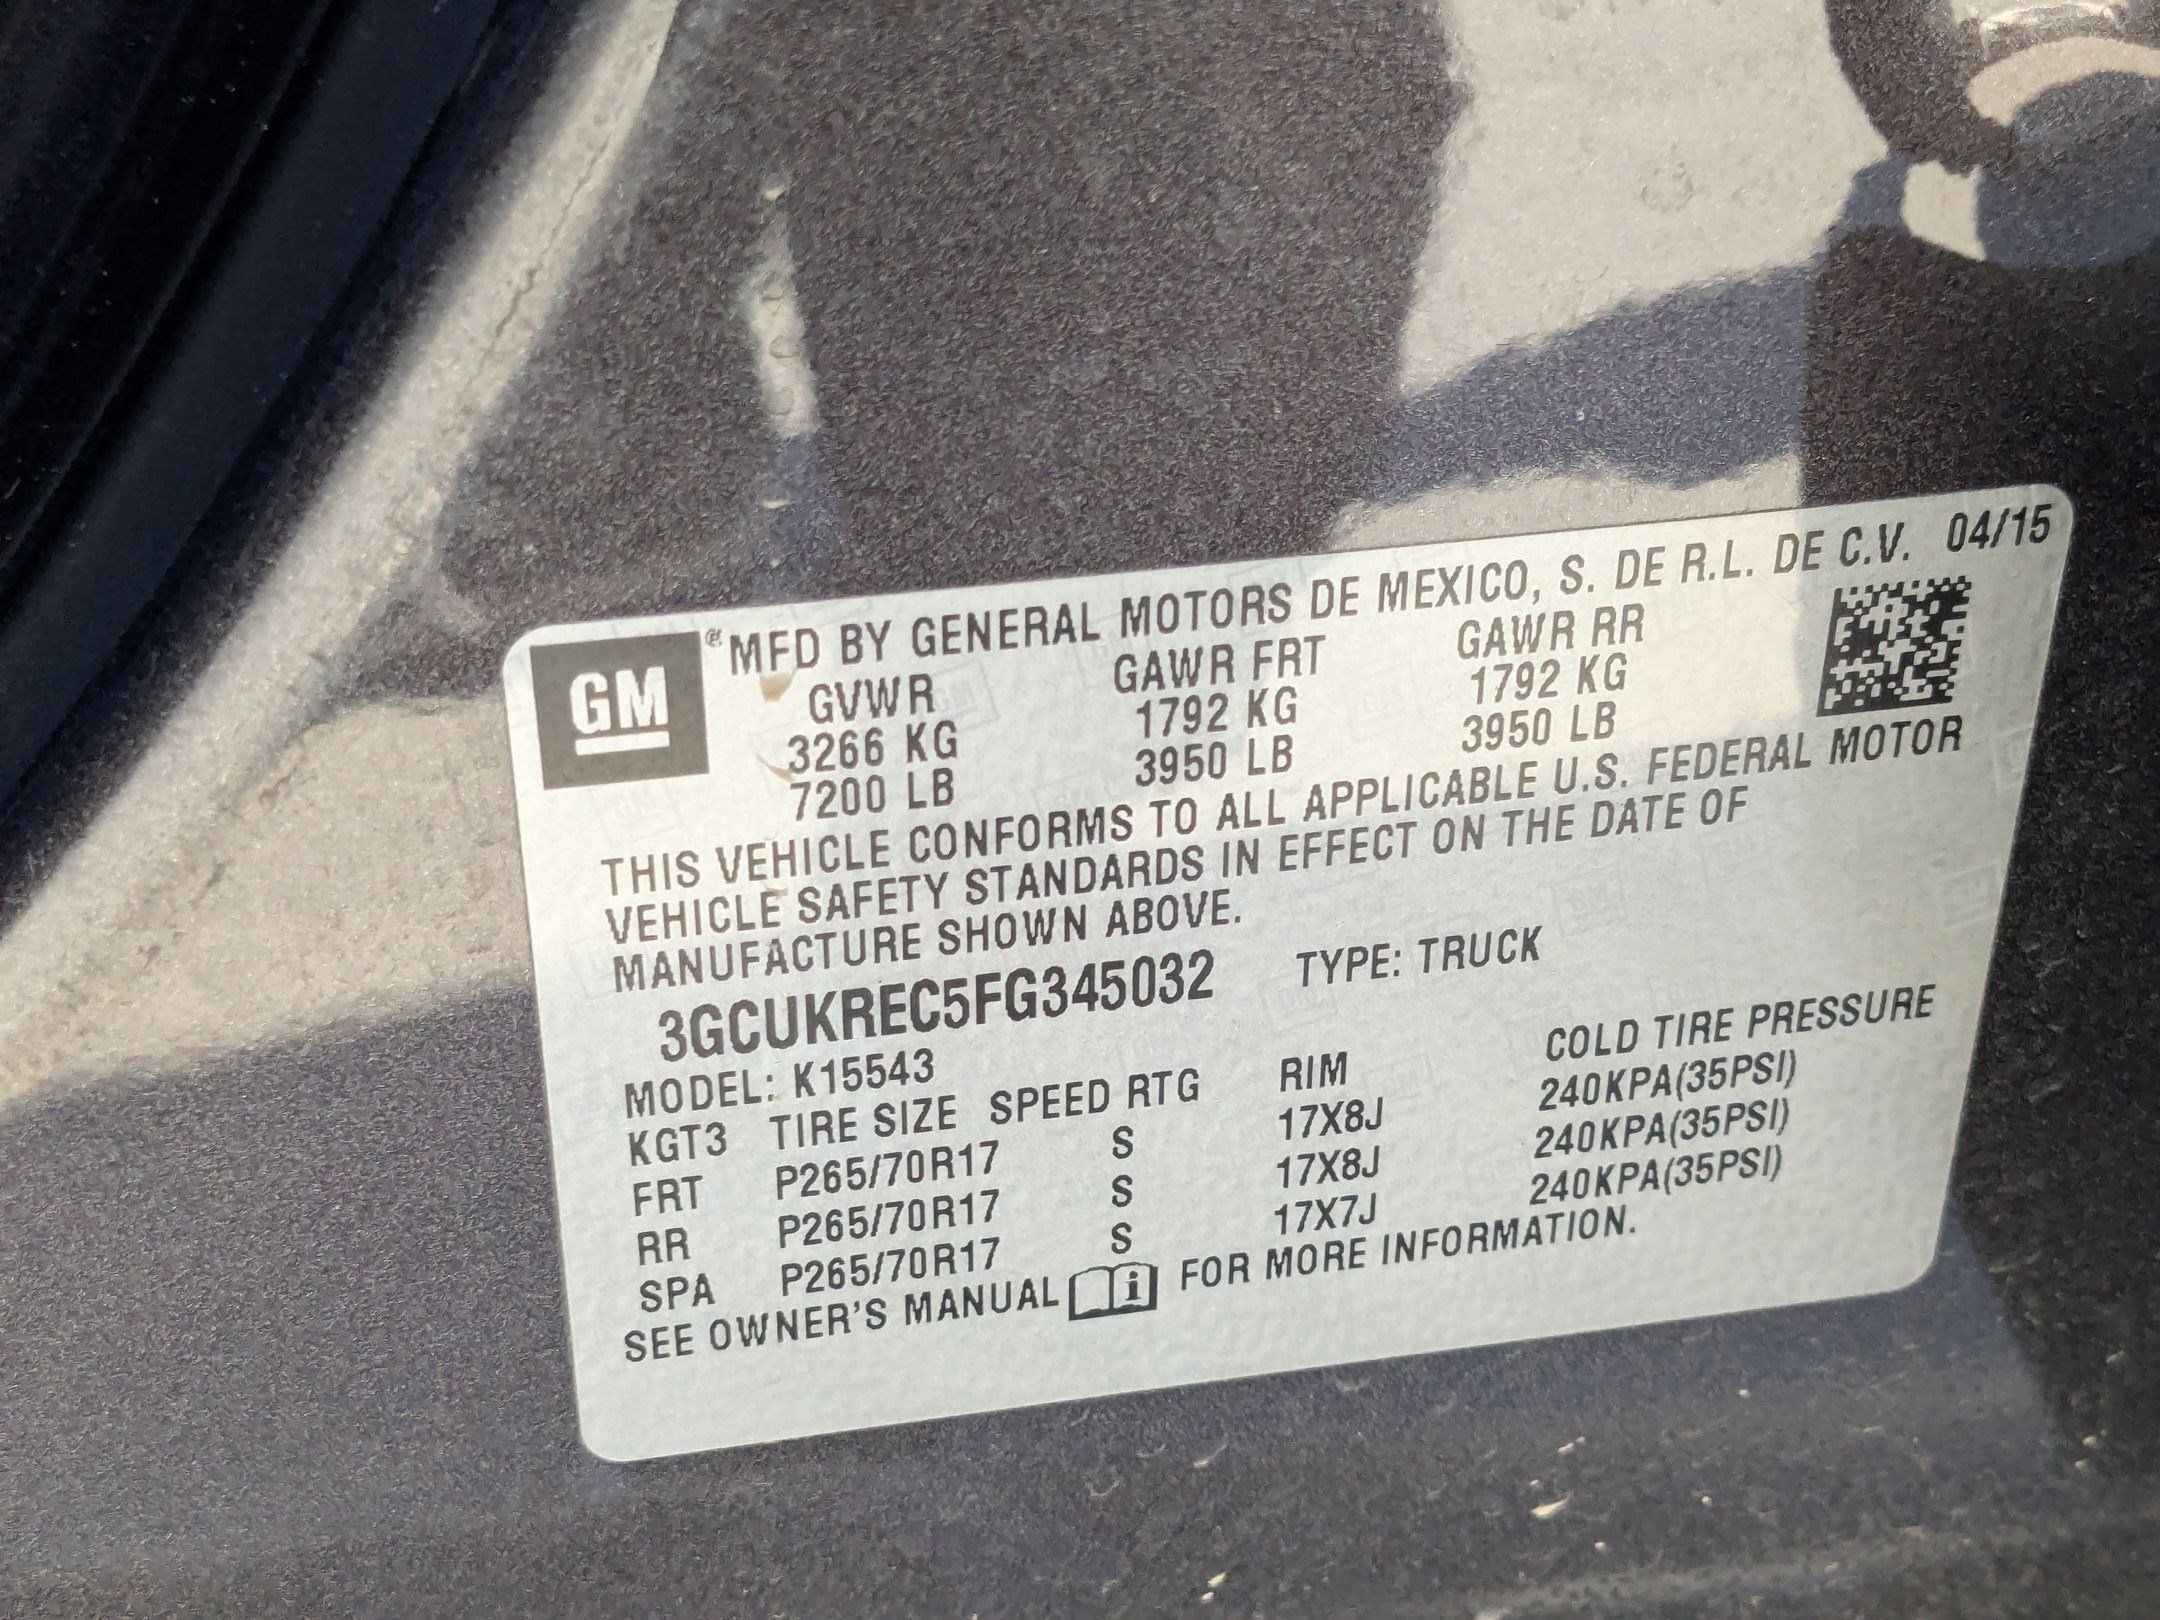 GM
® MFD BY GENERAL MOTORS DE MEXICO, S. DE R.L. DE C.V. 04/15
GVWR GAWR FRT GAWR RR
3266 KG 1792 KG 1792 KG
7200 LB 3950 LB 3950 LB
THIS VEHICLE CONFORMS TO ALL APPLICABLE U.S. FEDERAL MOTOR
VEHICLE SAFETY STANDARDS IN EFFECT ON THE DATE OF
MANUFACTURE SHOWN ABOVE.
3GCUKREC5FG345032 TYPE: TRUCK
MODEL: K15543
KGT3 TIRE SIZE SPEED RTG RIM COLD TIRE PRESSURE
FRT P265/70R17 S 17X8J 240KPA(35PSI)
RR P265/70R17 S 17X8J 240KPA(35PSI)
SPA P265/70R17 S 17X7J 240KPA(35PSI)
SEE OWNER'S MANUAL i FOR MORE INFORMATION.